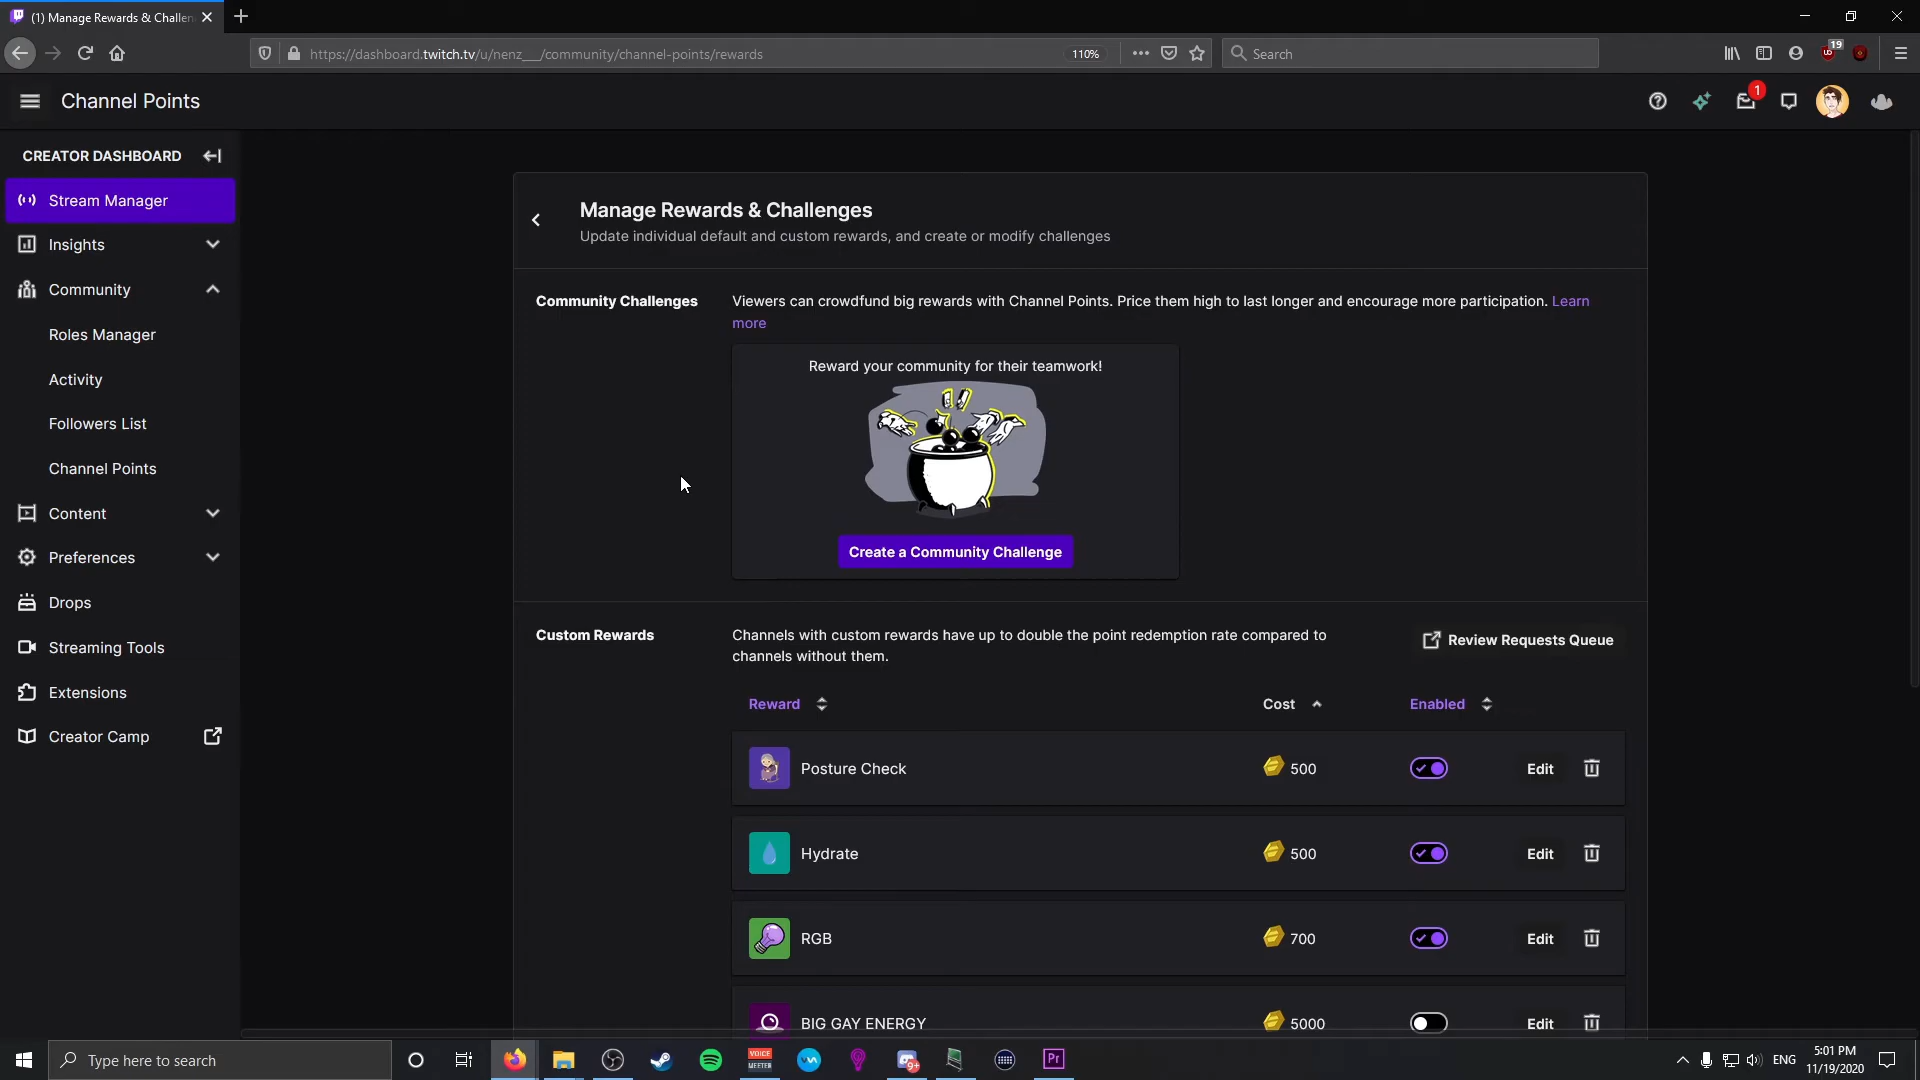 (1) Manage Rewards & Challen
https://dashboard.twitch.tv/u/nenz___/community/channel-points/rewards
110%
Search
19
Channel Points
1
CREATOR DASHBOARD
Stream Manager
Insights
Community
Roles Manager
Activity
Followers List
Channel Points
Content
Preferences
Drops
Streaming Tools
Extensions
Creator Camp
Manage Rewards & Challenges
Update individual default and custom rewards, and create or modify challenges
Community Challenges
Viewers can crowdfund big rewards with Channel Points. Price them high to last longer and encourage more participation. Learn
more
Reward your community for their teamwork!
Create a Community Challenge
Custom Rewards
Channels with custom rewards have up to double the point redemption rate compared to
channels without them.
Review Requests Queue
Reward Cost Enabled
Posture Check 500 Edit
Hydrate 500 Edit
RGB 700 Edit
BIG GAY ENERGY 5000 Edit
Type here to search
VOICE
MEETER
9+
Pr
ENG
5:01 PM
11/19/2020